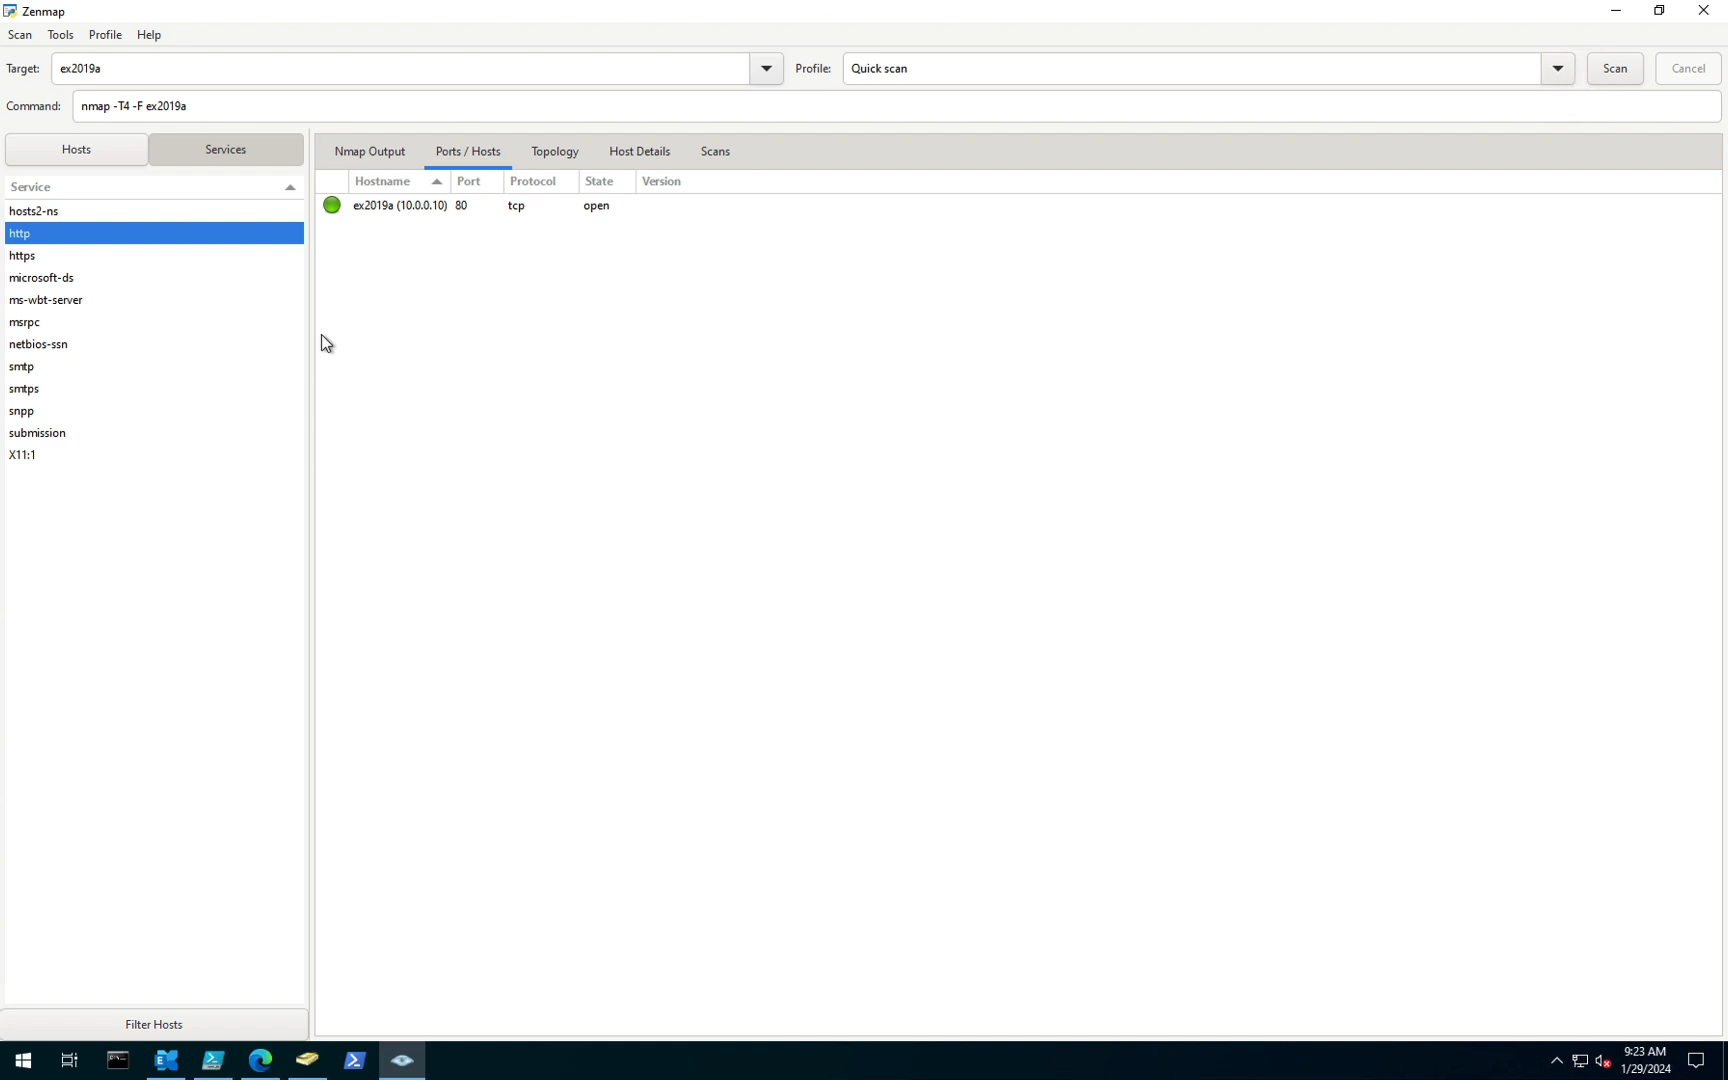 Zenmap
Scan Tools Profile Help
Target: ex2019a Profile: Quick scan Scan Cancel
Command: nmap -T4 -F ex2019a
Hosts Services
Nmap Output Ports / Hosts Topology Host Details Scans
Service
Hostname Port Protocol State Version
ex2019a (10.0.0.10) 80 tcp open
hosts2-ns
http
https
microsoft-ds
ms-wbt-server
msrpc
netbios-ssn
smtp
smtps
snpp
submission
X11:1
Filter Hosts
9:23 AM
1/29/2024